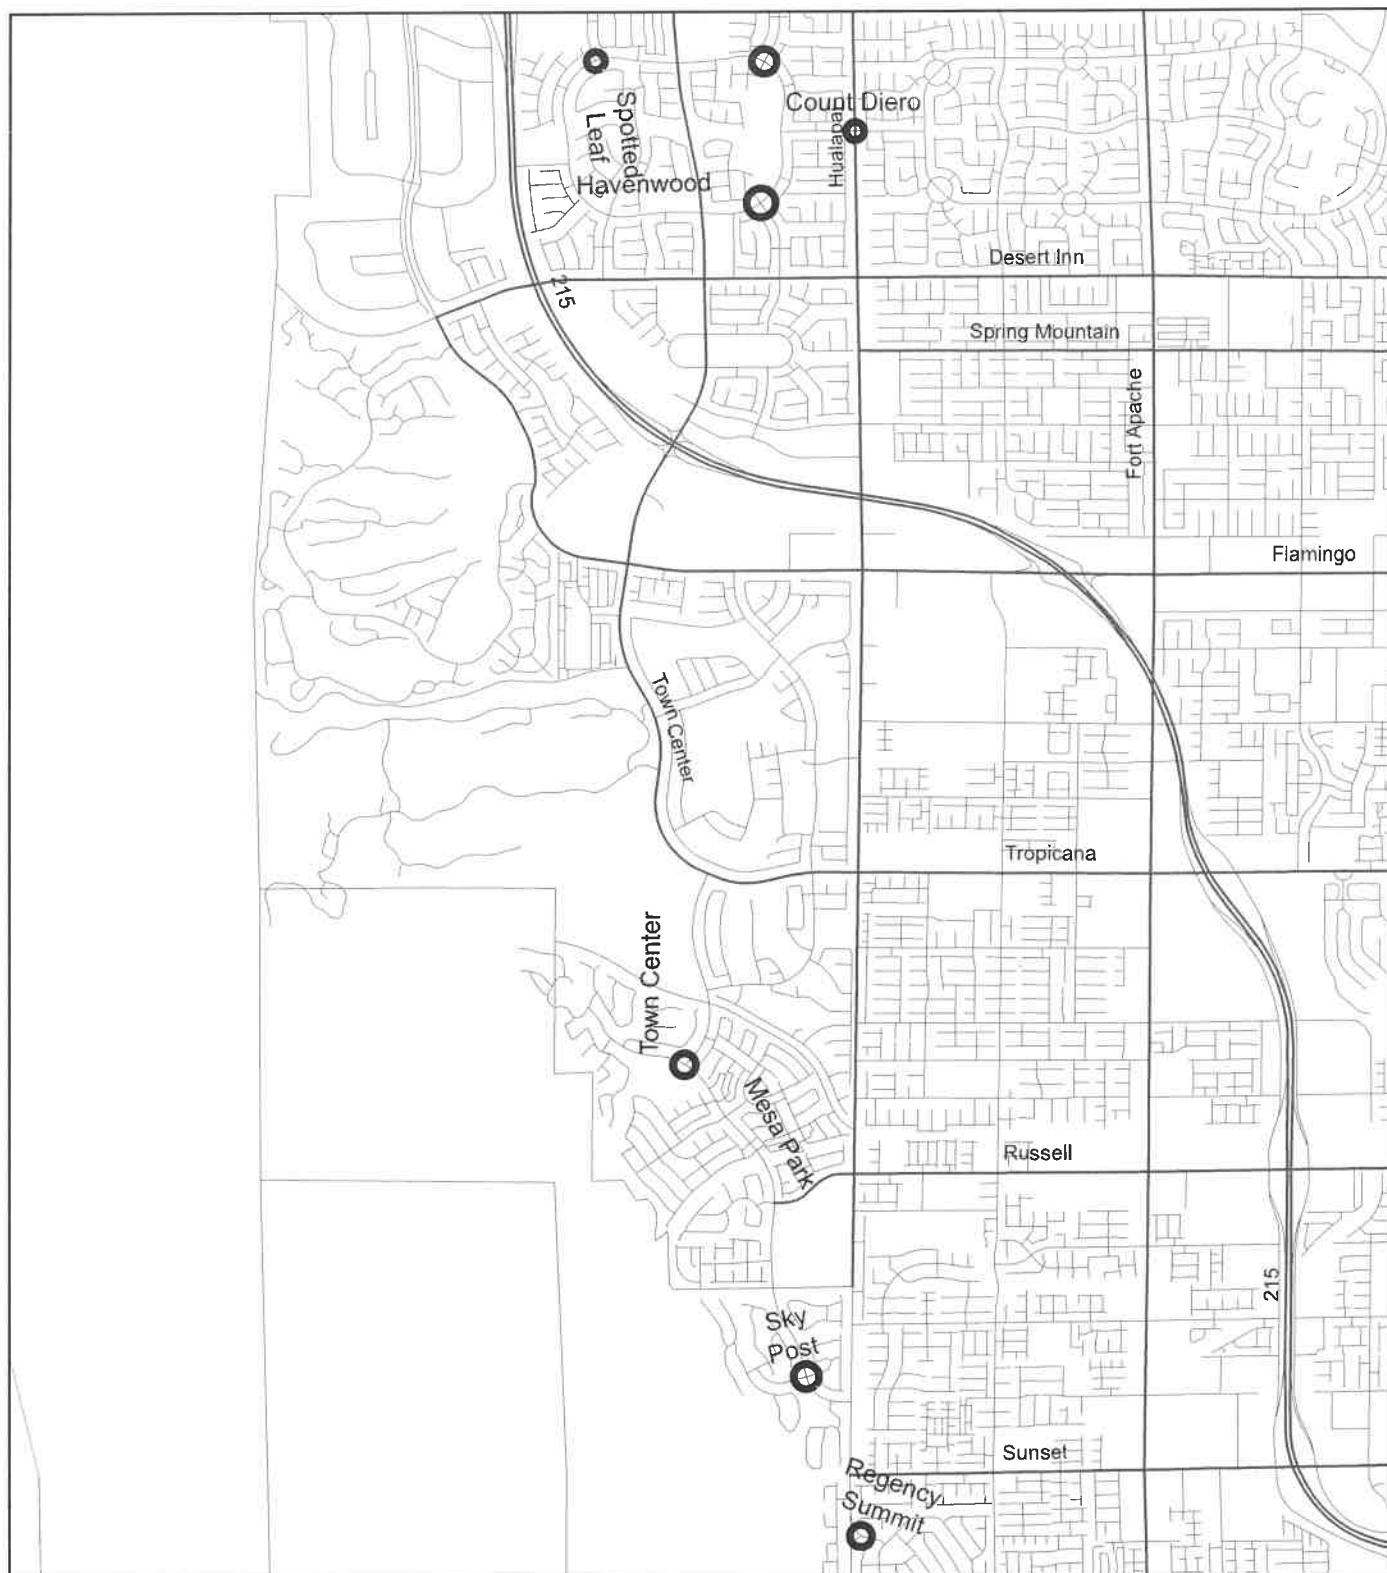 Count Diero
Spotted
Leaf
Hualapai
Havenwood
Desert Inn
215
Spring Mountain
Fort Apache
Flamingo
Town Center
Tropicana
Town Center
Mesa Park
Russell
215
Sky
Post
Sunset
Regency
Summit